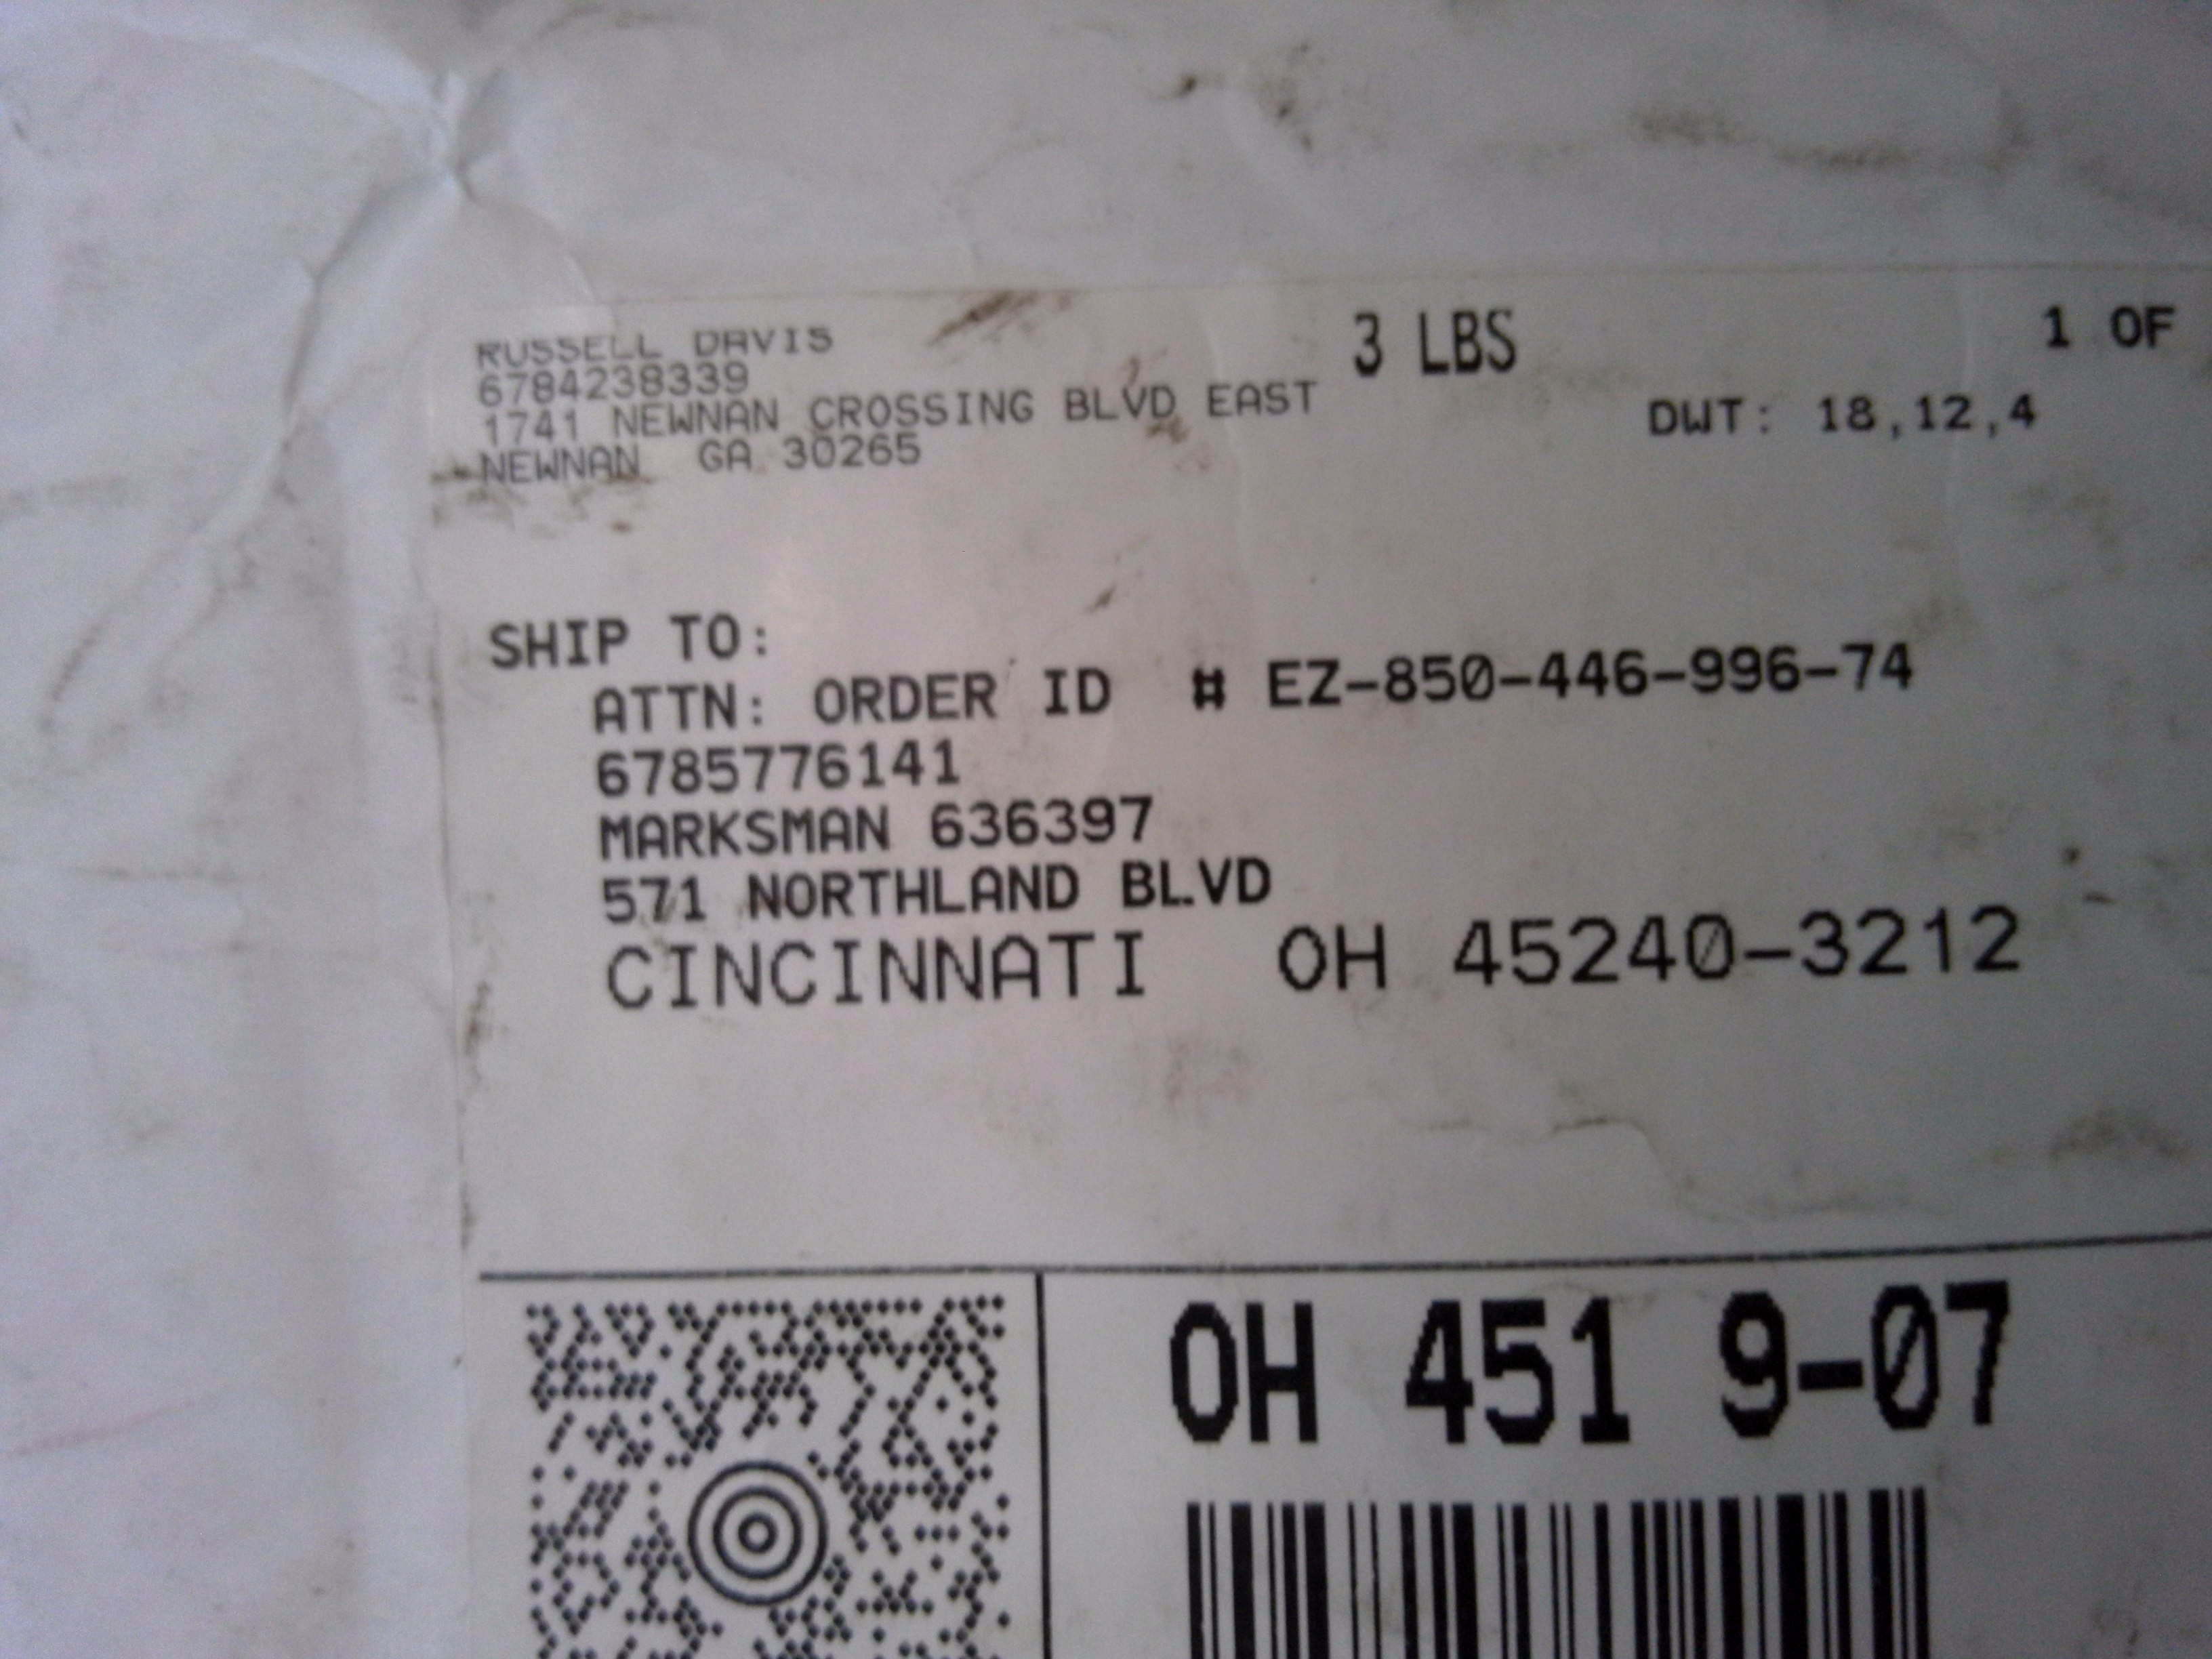 RUSSELL DAVIS
6784238339
1741 NEWNAN CROSSING BLVD EAST
NEWNAN GA 30265
3 LBS
1 OF
DWT: 18,12,4
SHIP TO:
ATTN: ORDER ID # EZ-850-446-996-74
6785776141
MARKSMAN 636397
571 NORTHLAND BLVD
CINCINNATI OH 45240-3212
OH 451 9-07